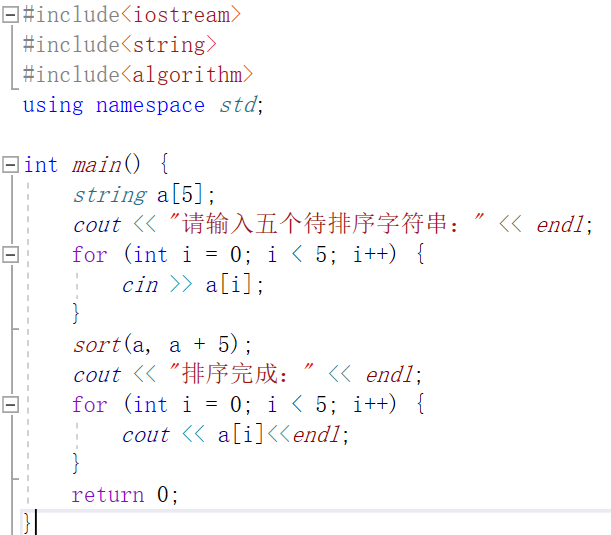 #include<iostream>
#include<string>
#include<algorithm>
using namespace std;
int main() {
string a[5];
cout << "请输入五个待排序字符串：" << endl;
for (int i = 0; i < 5; i++) {
cin >> a[i];
}
sort(a, a + 5);
cout << "排序完成：" << endl;
for (int i = 0; i < 5; i++) {
cout << a[i]<<endl;
}
return 0;
}